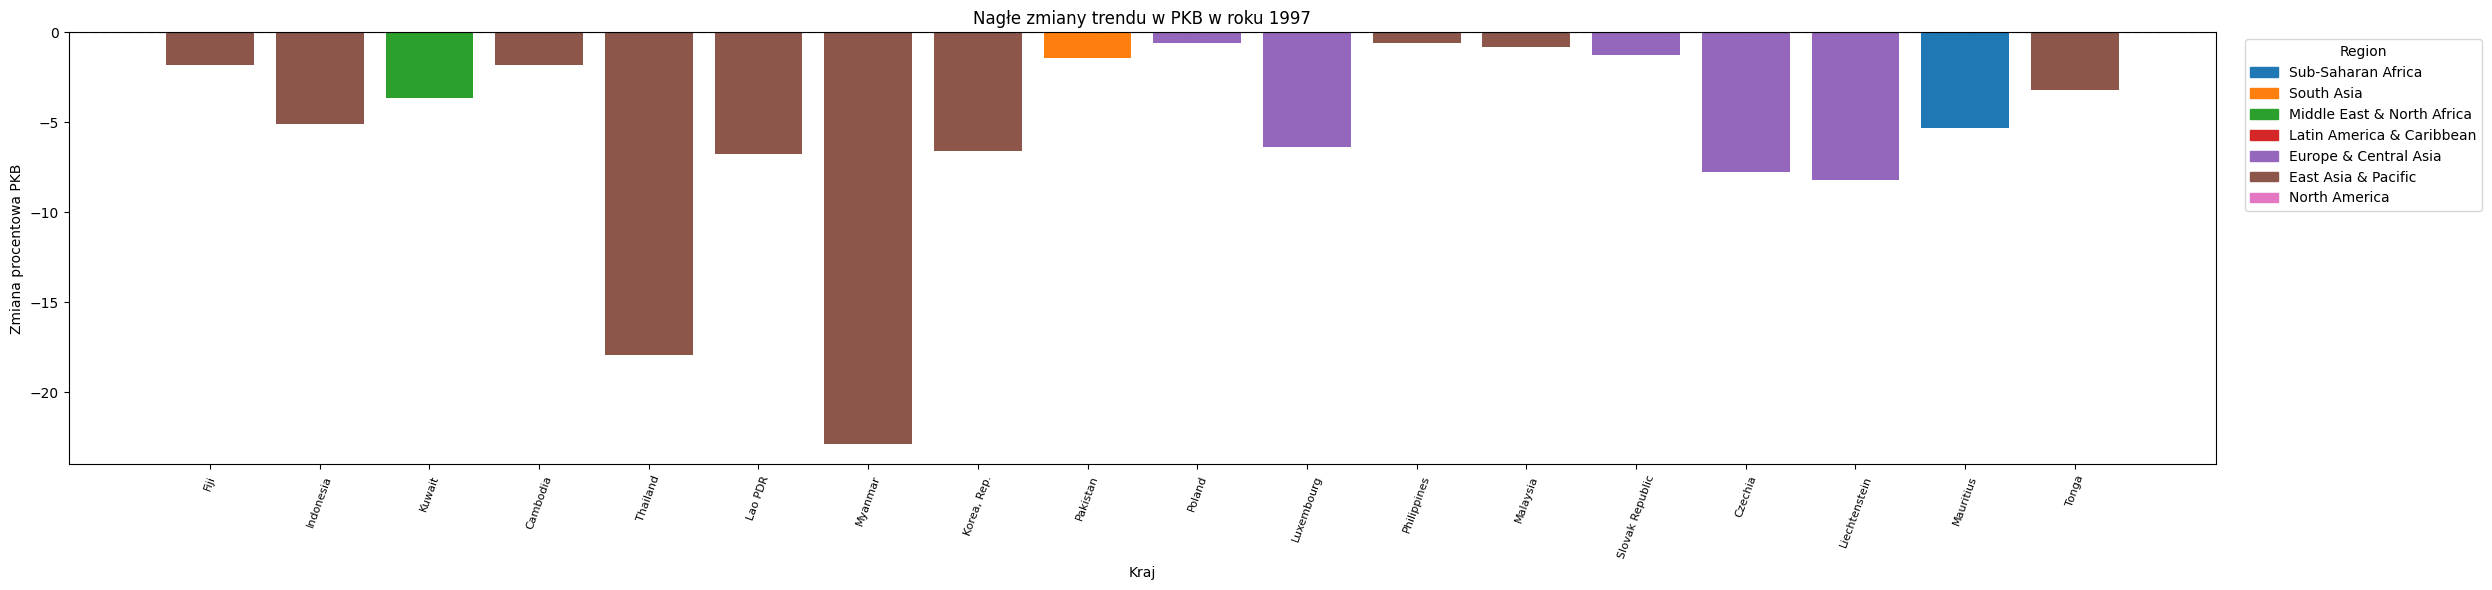 Nagłe zmiany trendu w PKB w roku 1997
Zmiana procentowa PKB
0
−5
−10
−15
−20
Fiji
Indonesia
Kuwait
Cambodia
Thailand
Lao PDR
Myanmar
Korea, Rep.
Pakistan
Poland
Luxembourg
Philippines
Malaysia
Slovak Republic
Czechia
Liechtenstein
Mauritius
Tonga
Kraj
Region
Sub-Saharan Africa
South Asia
Middle East & North Africa
Latin America & Caribbean
Europe & Central Asia
East Asia & Pacific
North America